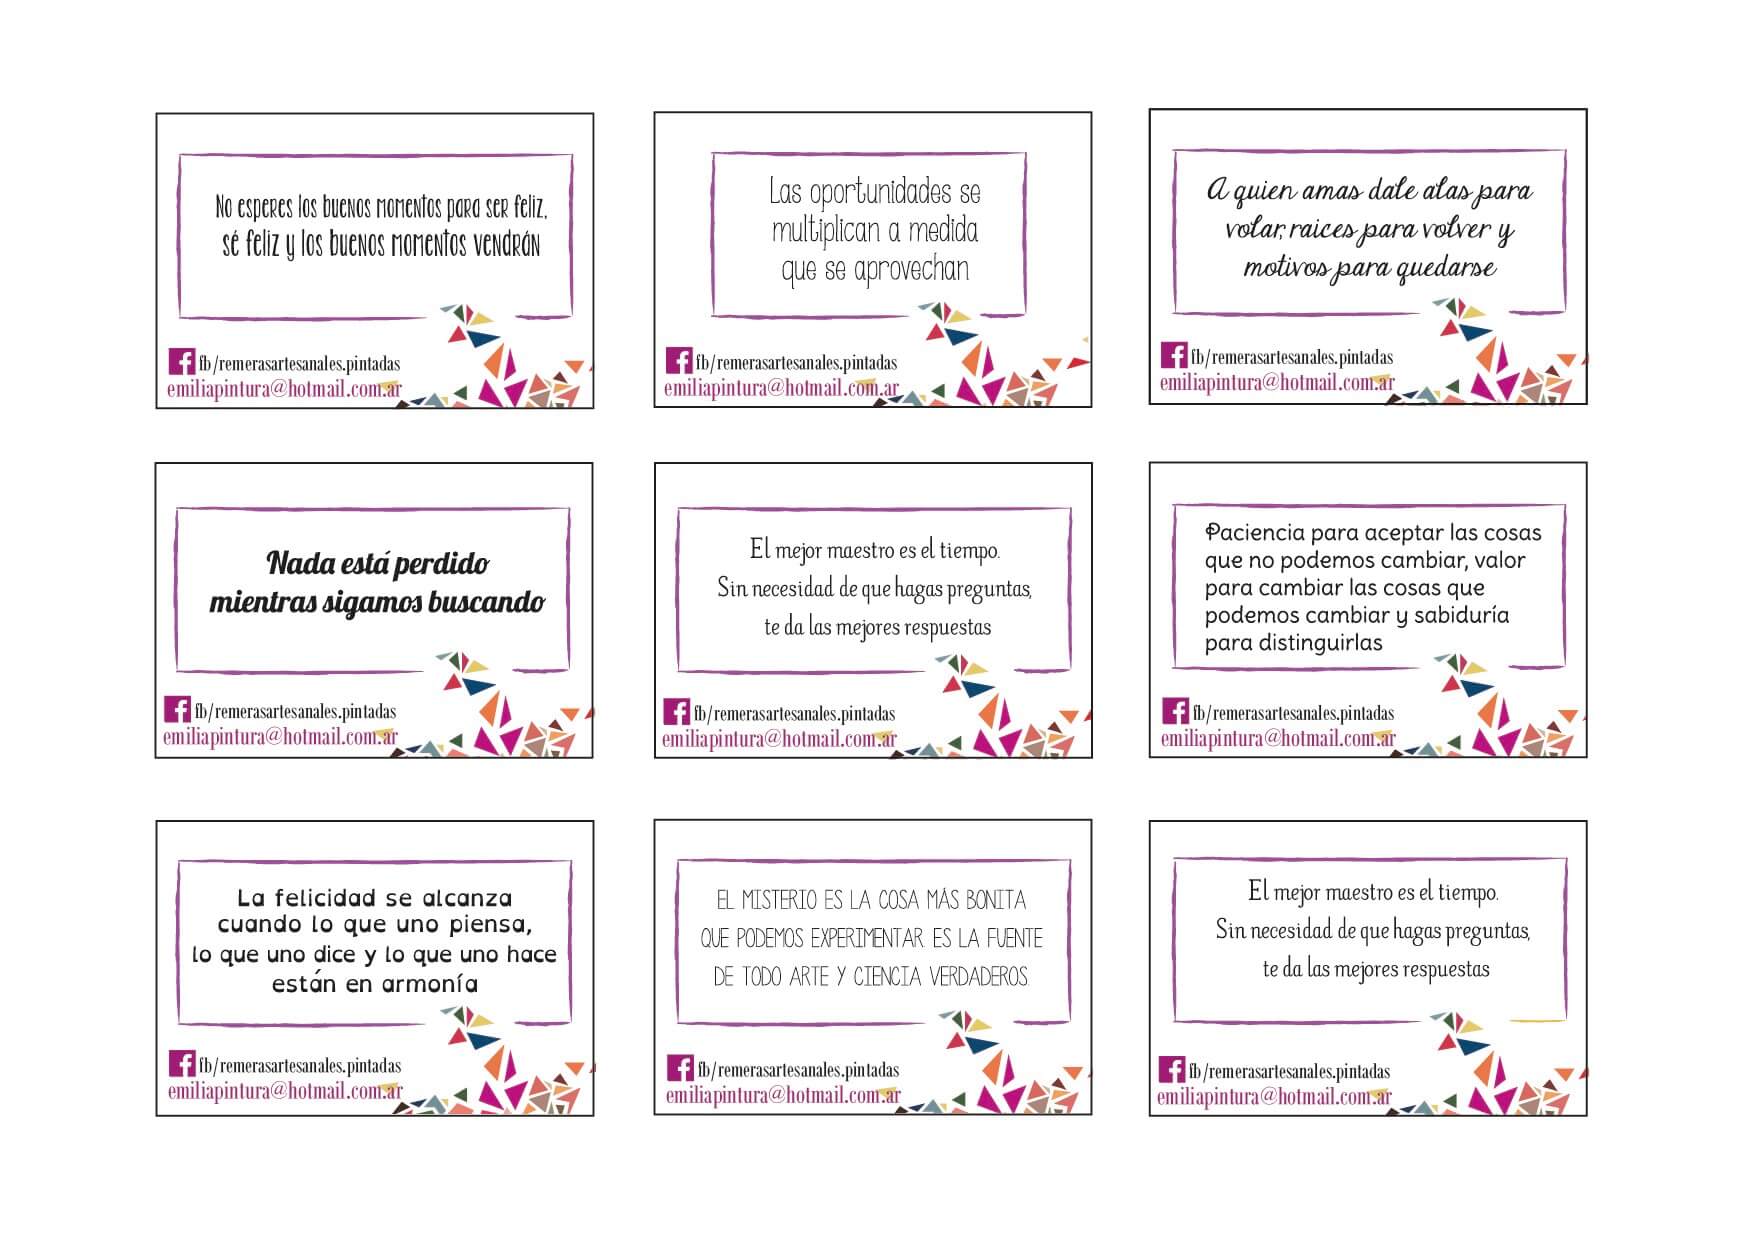 No esperes los buenos momentos para ser feliz,
sé feliz y los buenos momentos vendrán
fb/remerasartesanales.pintadas
emiliapintura@hotmail.com.ar
Las oportunidades se
multiplican a medida
que se aprovechan
fb/remerasartesanales.pintadas
emiliapintura@hotmail.com.ar
A quien amas dale alas para
volar, raices para volver y
motivos para quedarse
fb/remerasartesanales.pintadas
emiliapintura@hotmail.com.ar
Nada está perdido
mientras sigamos buscando
fb/remerasartesanales.pintadas
emiliapintura@hotmail.com.ar
El mejor maestro es el tiempo.
Sin necesidad de que hagas preguntas,
te da las mejores respuestas
fb/remerasartesanales.pintadas
emiliapintura@hotmail.com.ar
Paciencia para aceptar las cosas
que no podemos cambiar, valor
para cambiar las cosas que
podemos cambiar y sabiduría
para distinguirlas
fb/remerasartesanales.pintadas
emiliapintura@hotmail.com.ar
La felicidad se alcanza
cuando lo que uno piensa,
lo que uno dice y lo que uno hace
están en armonía
fb/remerasartesanales.pintadas
emiliapintura@hotmail.com.ar
EL MISTERIO ES LA COSA MÁS BONITA
QUE PODEMOS EXPERIMENTAR. ES LA FUENTE
DE TODO ARTE Y CIENCIA VERDADEROS.
fb/remerasartesanales.pintadas
emiliapintura@hotmail.com.ar
El mejor maestro es el tiempo.
Sin necesidad de que hagas preguntas,
te da las mejores respuestas
fb/remerasartesanales.pintadas
emiliapintura@hotmail.com.ar